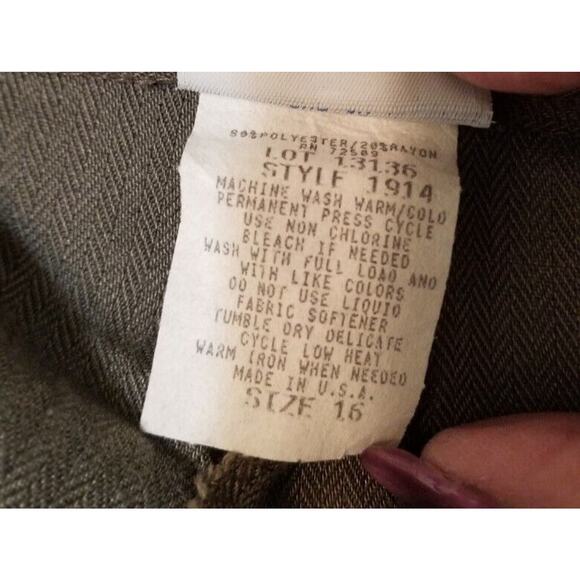 80%POLYESTER/20%RAYON
RN 72589
LOT 13136
STYLE 1914
MACHINE WASH WARM/COLD
PERMANENT PRESS CYCLE
USE NON CHLORINE
BLEACH IF NEEDED
WASH WITH FULL LOAD AND
WITH LIKE COLORS
DO NOT USE LIQUID
FABRIC SOFTENER
TUMBLE DRY DELICATE
CYCLE LOW HEAT
WARM IRON WHEN NEEDED
MADE IN U.S.A.
SIZE 16